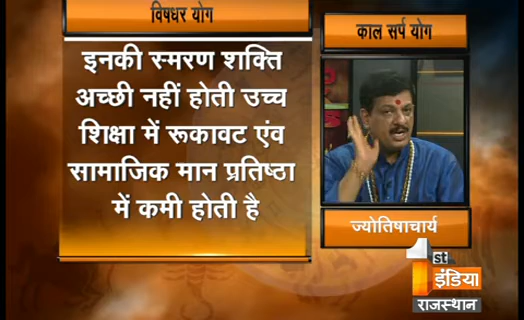 विषधर योग
इनकी स्मरण शक्ति
अच्छी नहीं होती उच्च
शिक्षा में रूकावट एंव
सामाजिक मान प्रतिष्ठा
में कमी होती है
काल सर्प योग
ज्योतिषाचार्य
1st
इंडिया
राजस्थान